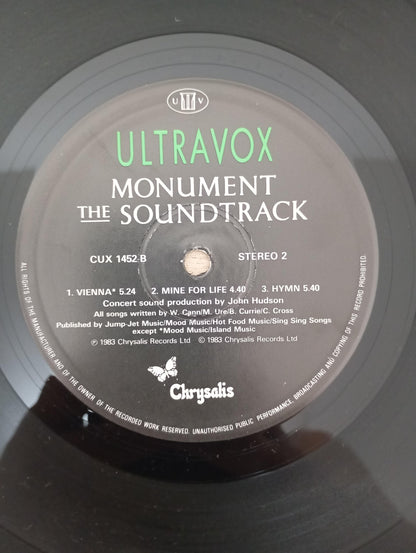 U V
ULTRAVOX
MONUMENT
THE SOUNDTRACK
CUX 1452-B STEREO 2
1. VIENNA* 5.24 2. MINE FOR LIFE 4.40 3. HYMN 5.40
Concert sound production by John Hudson
All songs written by W. Cann/M. Ure/B. Currie/C. Cross
Published by Jump-Jet Music/Mood Music/Hot Food Music/Sing Sing Songs
except *Mood Music/Island Music
℗ 1983 Chrysalis Records Ltd © 1983 Chrysalis Records Ltd
Chrysalis
ALL RIGHTS OF THE MANUFACTURER AND OF THE OWNER OF THE RECORDED WORK RESERVED. UNAUTHORISED PUBLIC PERFORMANCE, BROADCASTING AND COPYING OF THIS RECORD PROHIBITED.